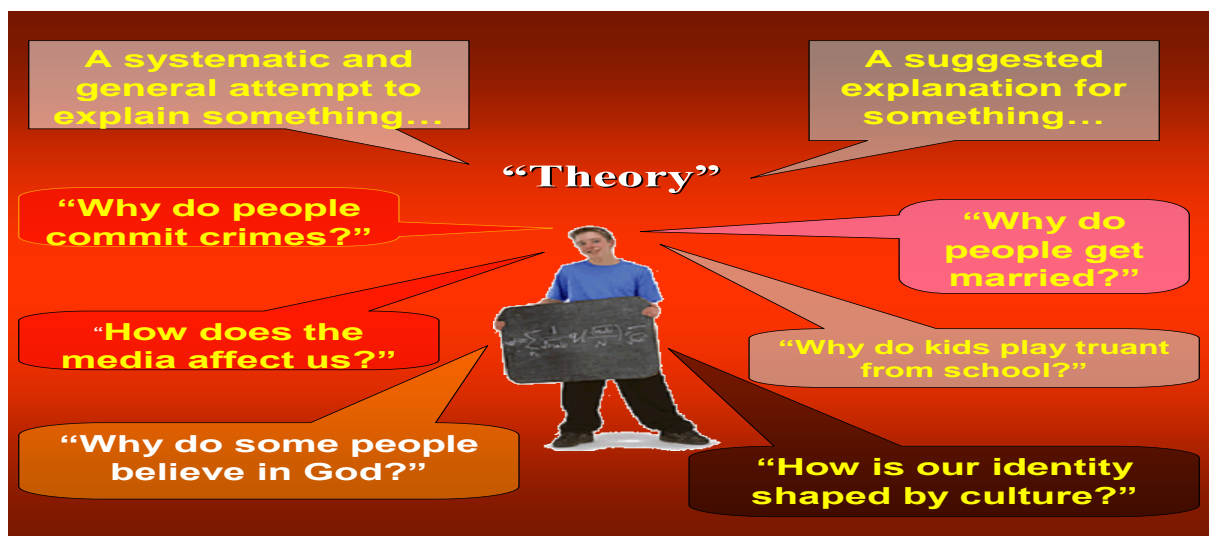 A systematic and
general attempt to
explain something…
A suggested
explanation for
something…
“Theory”
“Why do people
commit crimes?”
“Why do
people get
married?”
“How does the
media affect us?”
“Why do kids play truant
from school?”
“Why do some people
believe in God?”
“How is our identity
shaped by culture?”